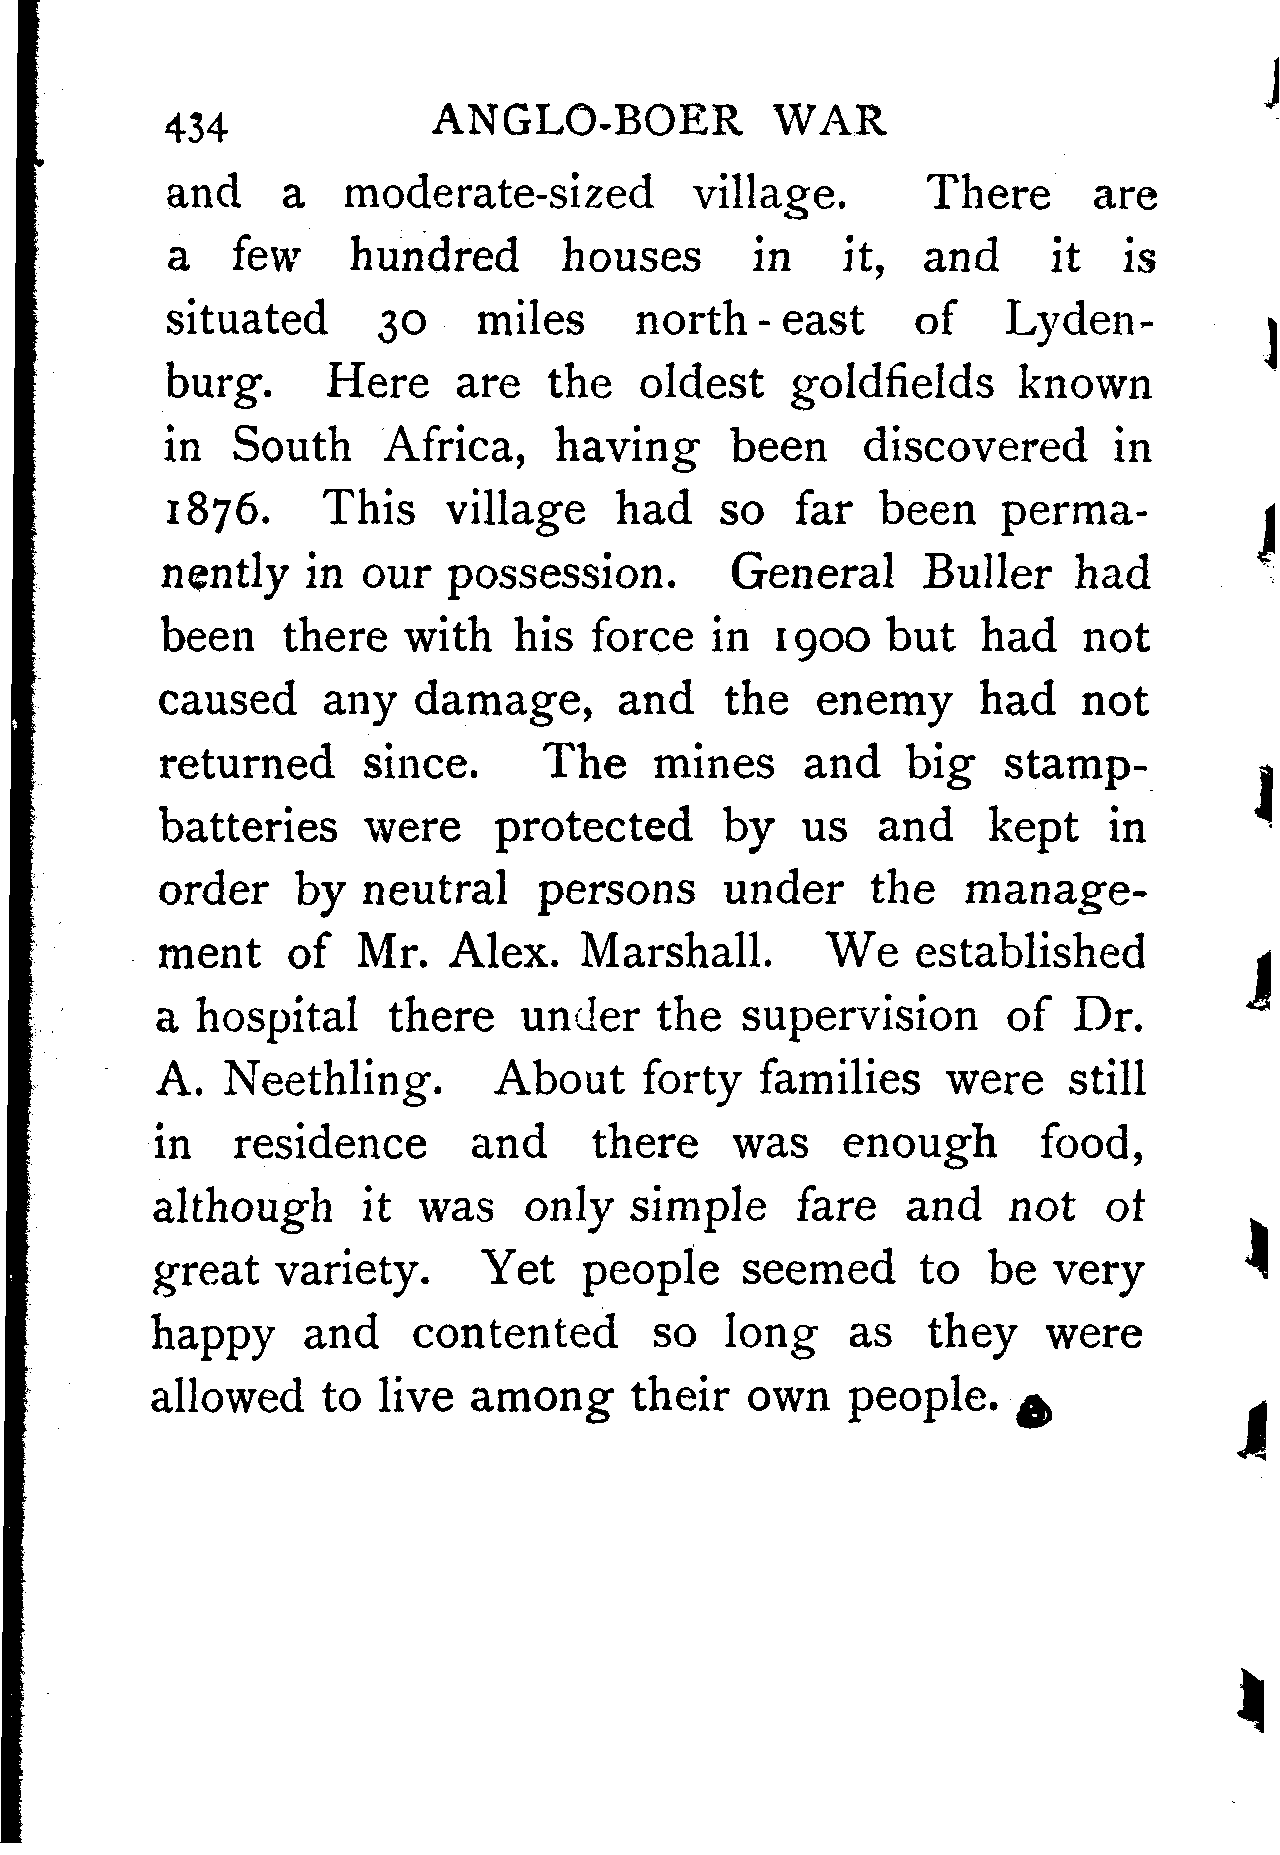 434 ANGLO-BOER WAR
and a moderate-sized village. There are
a few hundred houses in it, and it is
situated 30 miles north-east of Lyden-
burg. Here are the oldest goldfields known
in South Africa, having been discovered in
1876. This village had so far been perma-
nently in our possession. General Buller had
been there with his force in 1900 but had not
caused any damage, and the enemy had not
returned since. The mines and big stamp-
batteries were protected by us and kept in
order by neutral persons under the manage-
ment of Mr. Alex. Marshall. We established
a hospital there under the supervision of Dr.
A. Neethling. About forty families were still
in residence and there was enough food,
although it was only simple fare and not of
great variety. Yet people seemed to be very
happy and contented so long as they were
allowed to live among their own people.